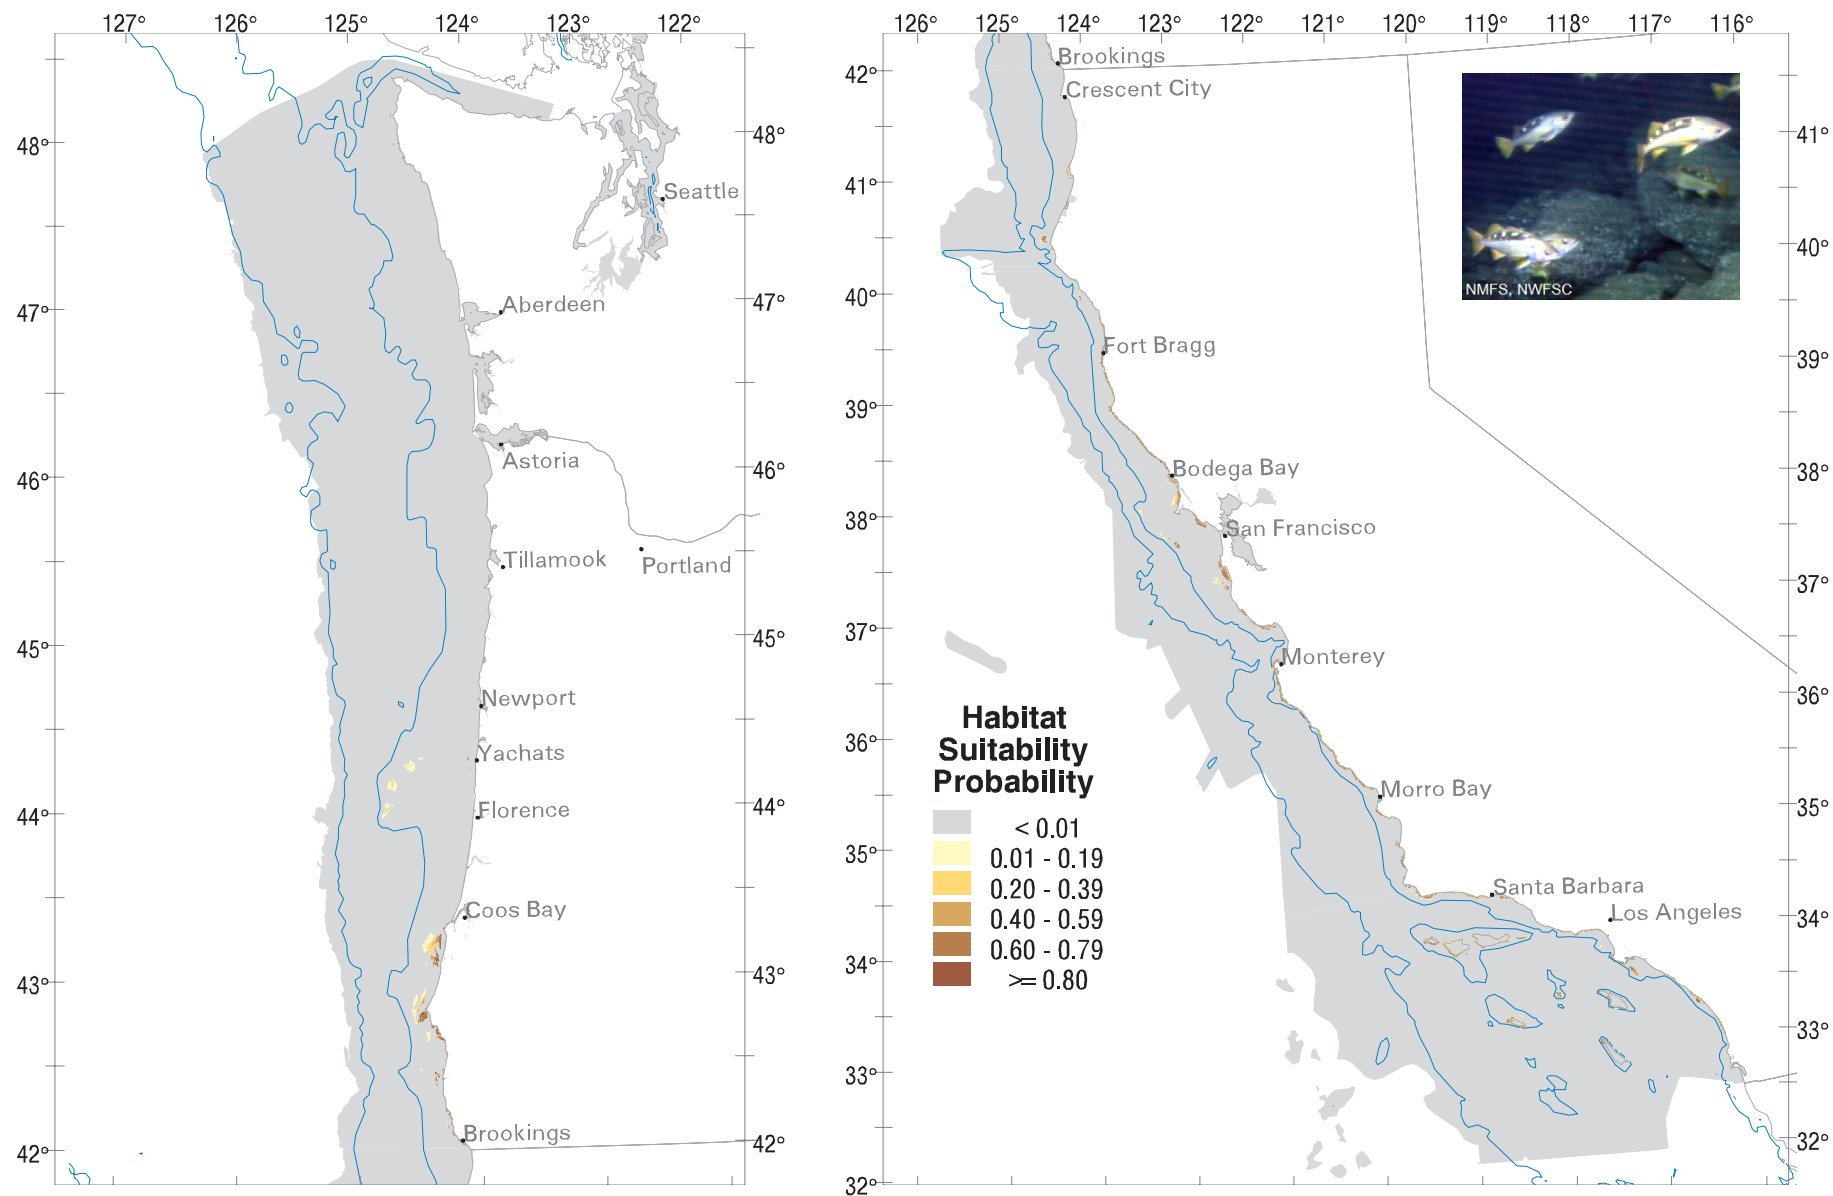 127° 126° 125° 124° 123° 122°
48°
47°
46°
45°
44°
43°
42°
48°
47°
46°
45°
44°
43°
42°
Seattle
Aberdeen
Astoria
Tillamook
Portland
Newport
Yachats
Florence
Coos Bay
Brookings
126° 125° 124° 123° 122° 121° 120° 119° 118° 117° 116°
42°
41°
40°
39°
38°
37°
36°
35°
34°
33°
32°
41°
40°
39°
38°
37°
36°
35°
34°
33°
32°
Brookings
Crescent City
Fort Bragg
Bodega Bay
San Francisco
Monterey
Morro Bay
Santa Barbara
Los Angeles
NMFS, NWFSC
Habitat
Suitability
Probability
< 0.01
0.01 - 0.19
0.20 - 0.39
0.40 - 0.59
0.60 - 0.79
>= 0.80